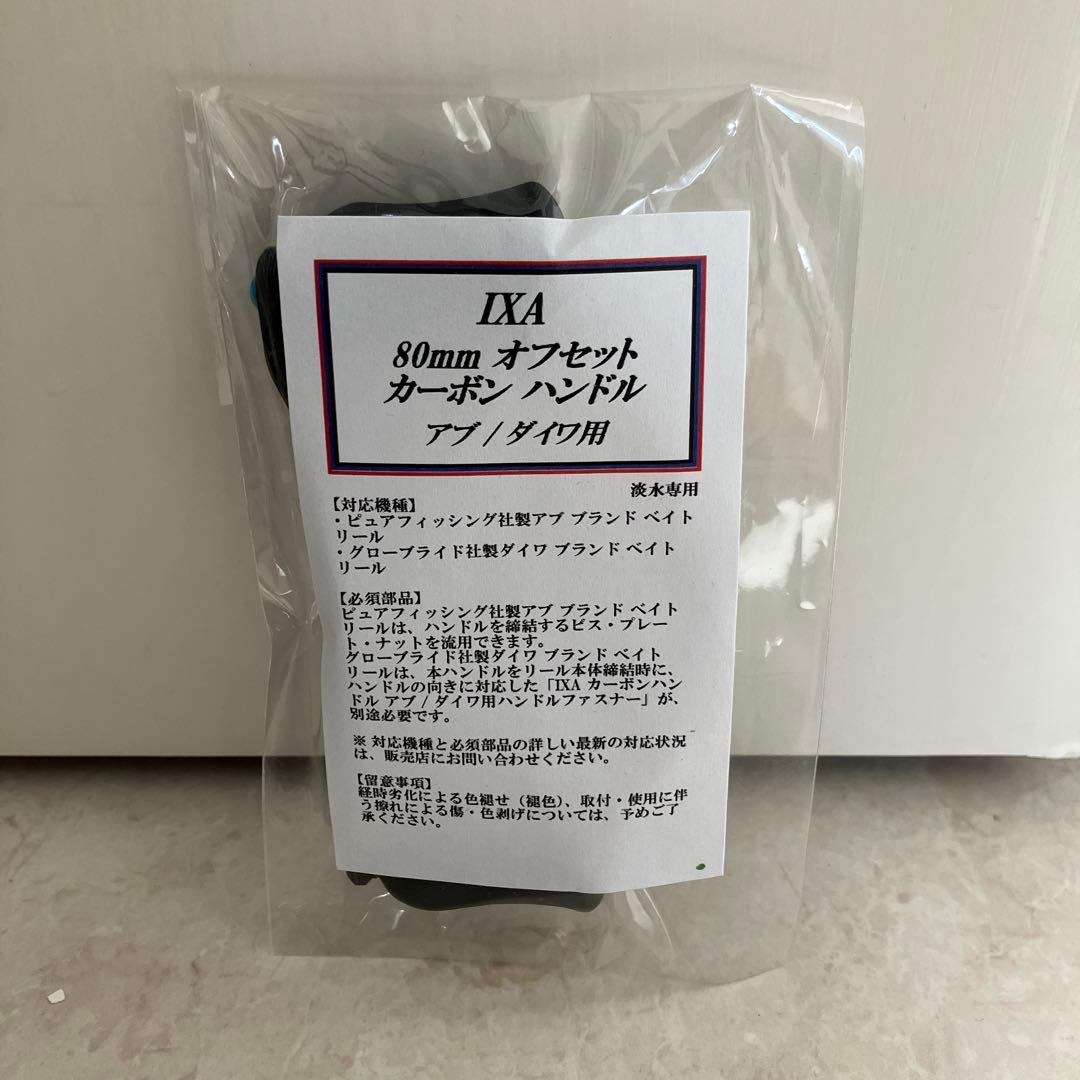 IXA
80mm オフセット
カーボン ハンドル
アブ / ダイワ用
淡水専用
【対応機種】
・ピュアフィッシング社製アブ ブランド ベイト
リール
・グローブライド社製ダイワ ブランド ベイト
リール
【必須部品】
ピュアフィッシング社製アブ ブランド ベイト
リールは、ハンドルを締結するビス・プレー
ト・ナットを流用できます。
グローブライド社製ダイワ ブランド ベイト
リールは、本ハンドルをリール本体締結時に、
ハンドルの向きに対応した「IXA カーボンハン
ドル アブ / ダイワ用ハンドルファスナー」が、
別途必要です。
※ 対応機種と必須部品の詳しい最新の対応状況
は、販売店にお問い合わせください。
【留意事項】
経時劣化による色褪せ（褪色）、取付・使用に伴
う擦れによる傷・色剥げについては、予めご了
承ください。